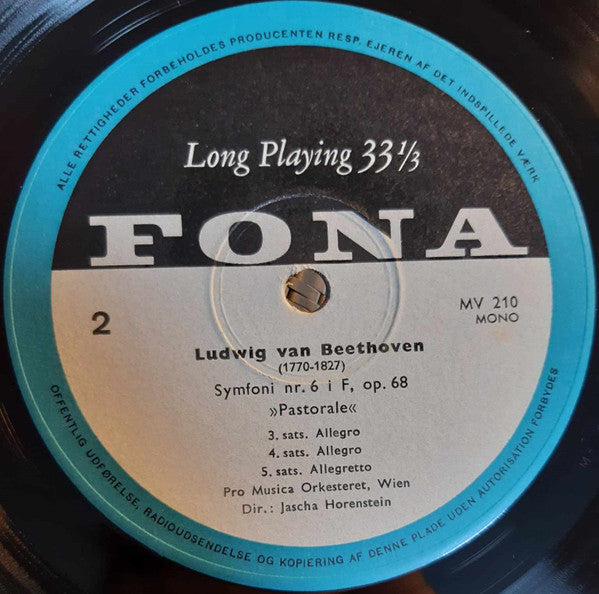 ALLE RETTIGHEDER FORBEHOLDES PRODUCENTEN RESP. EJEREN AF DET INDSPILLEDE VÆRK
Long Playing 33 1/3
FONA
2
MV 210
MONO
Ludwig van Beethoven
(1770-1827)
Symfoni nr. 6 i F, op. 68
»Pastorale«
3. sats. Allegro
4. sats. Allegro
5. sats. Allegretto
Pro Musica Orkesteret, Wien
Dir.: Jascha Horenstein
OFFENTLIG UDFØRELSE, RADIOUDSENDELSE OG KOPIERING AF DENNE PLADE UDEN AUTORISATION FORBYDES